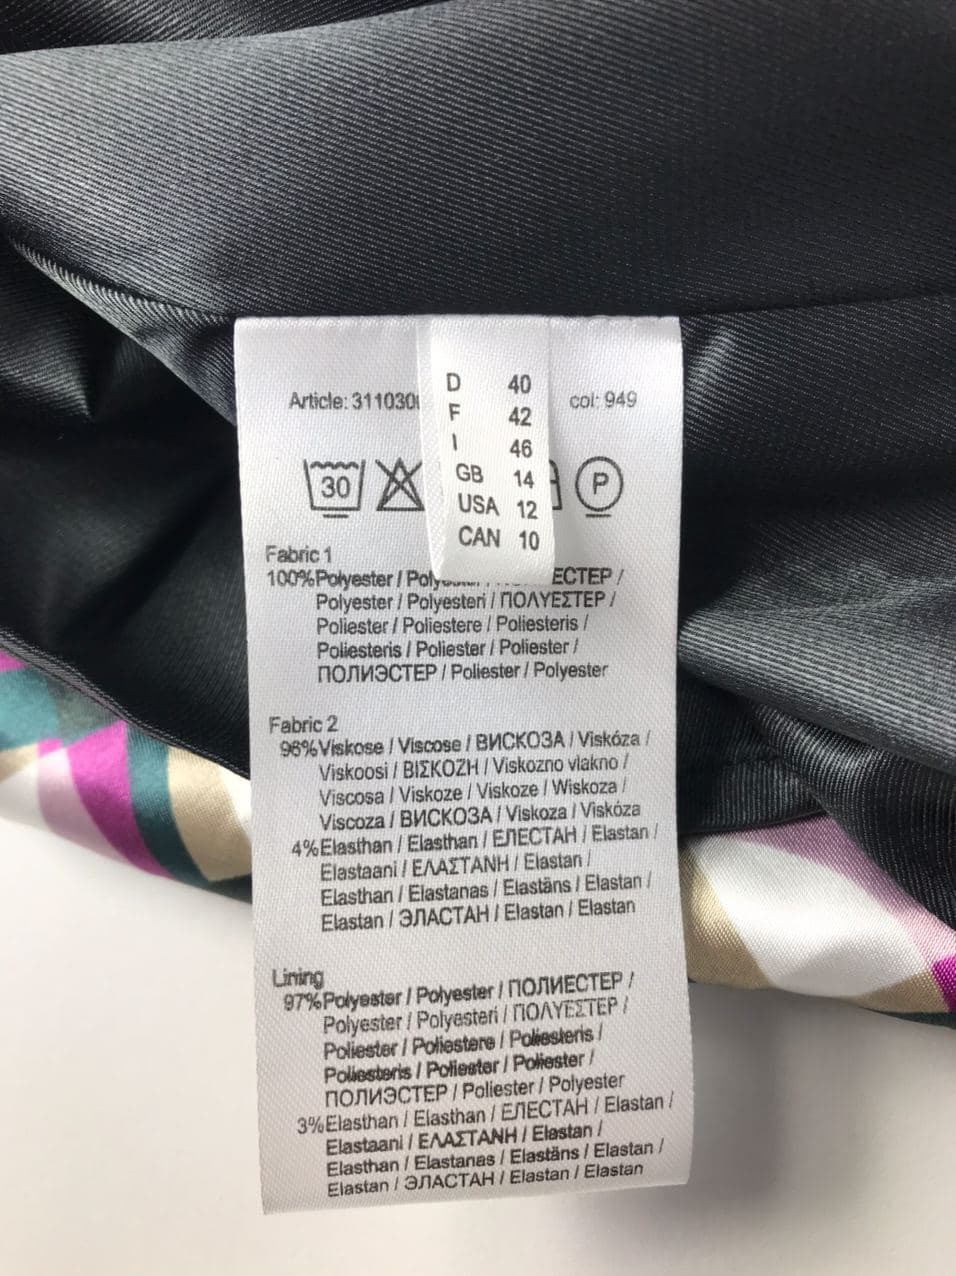 D 40
F 42
I 46
GB 14
USA 12
CAN 10
Article: col: 949
30 P
Fabric 1
100%Polyester /
Polyester / Polyesteri / ΠΟΛΥΕΣΤΕΡ /
Poliester / Poliestere / Poliesteris /
Poliesteris / Poliester / Poliester /
ПОЛИЭСТЕР / Poliester / Polyester
Fabric 2
96%Viskose / Viscose / ВИСКОЗА / Viskóza /
Viskoosi / ΒΙΣΚΟΖΗ / Viskozno vlakno /
Viscosa / Viskoze / Viskoze / Wiskoza /
Viscoza / ВИСКОЗА / Viskoza / Viskóza
4%Elasthan / Elasthan / ЕЛЕСТАН / Elastan /
Elastaani / ΕΛΑΣΤΑΝΗ / Elastan /
Elasthan / Elastanas / Elastāns / Elastan /
Elastan / ЭЛАСТАН / Elastan / Elastan
Lining
97%Polyester / Polyester / ПОЛИЕСТЕР /
Polyester / Polyesteri / ΠΟΛΥΕΣΤΕΡ /
Poliester / Poliestere / Poliesteris /
Poliesteris / Poliester / Poliester /
ПОЛИЭСТЕР / Poliester / Polyester
3%Elasthan / Elasthan / ЕЛЕСТАН / Elastan /
Elastaani / ΕΛΑΣΤΑΝΗ / Elastan /
Elasthan / Elastanas / Elastāns / Elastan /
Elastan / ЭЛАСТАН / Elastan / Elastan